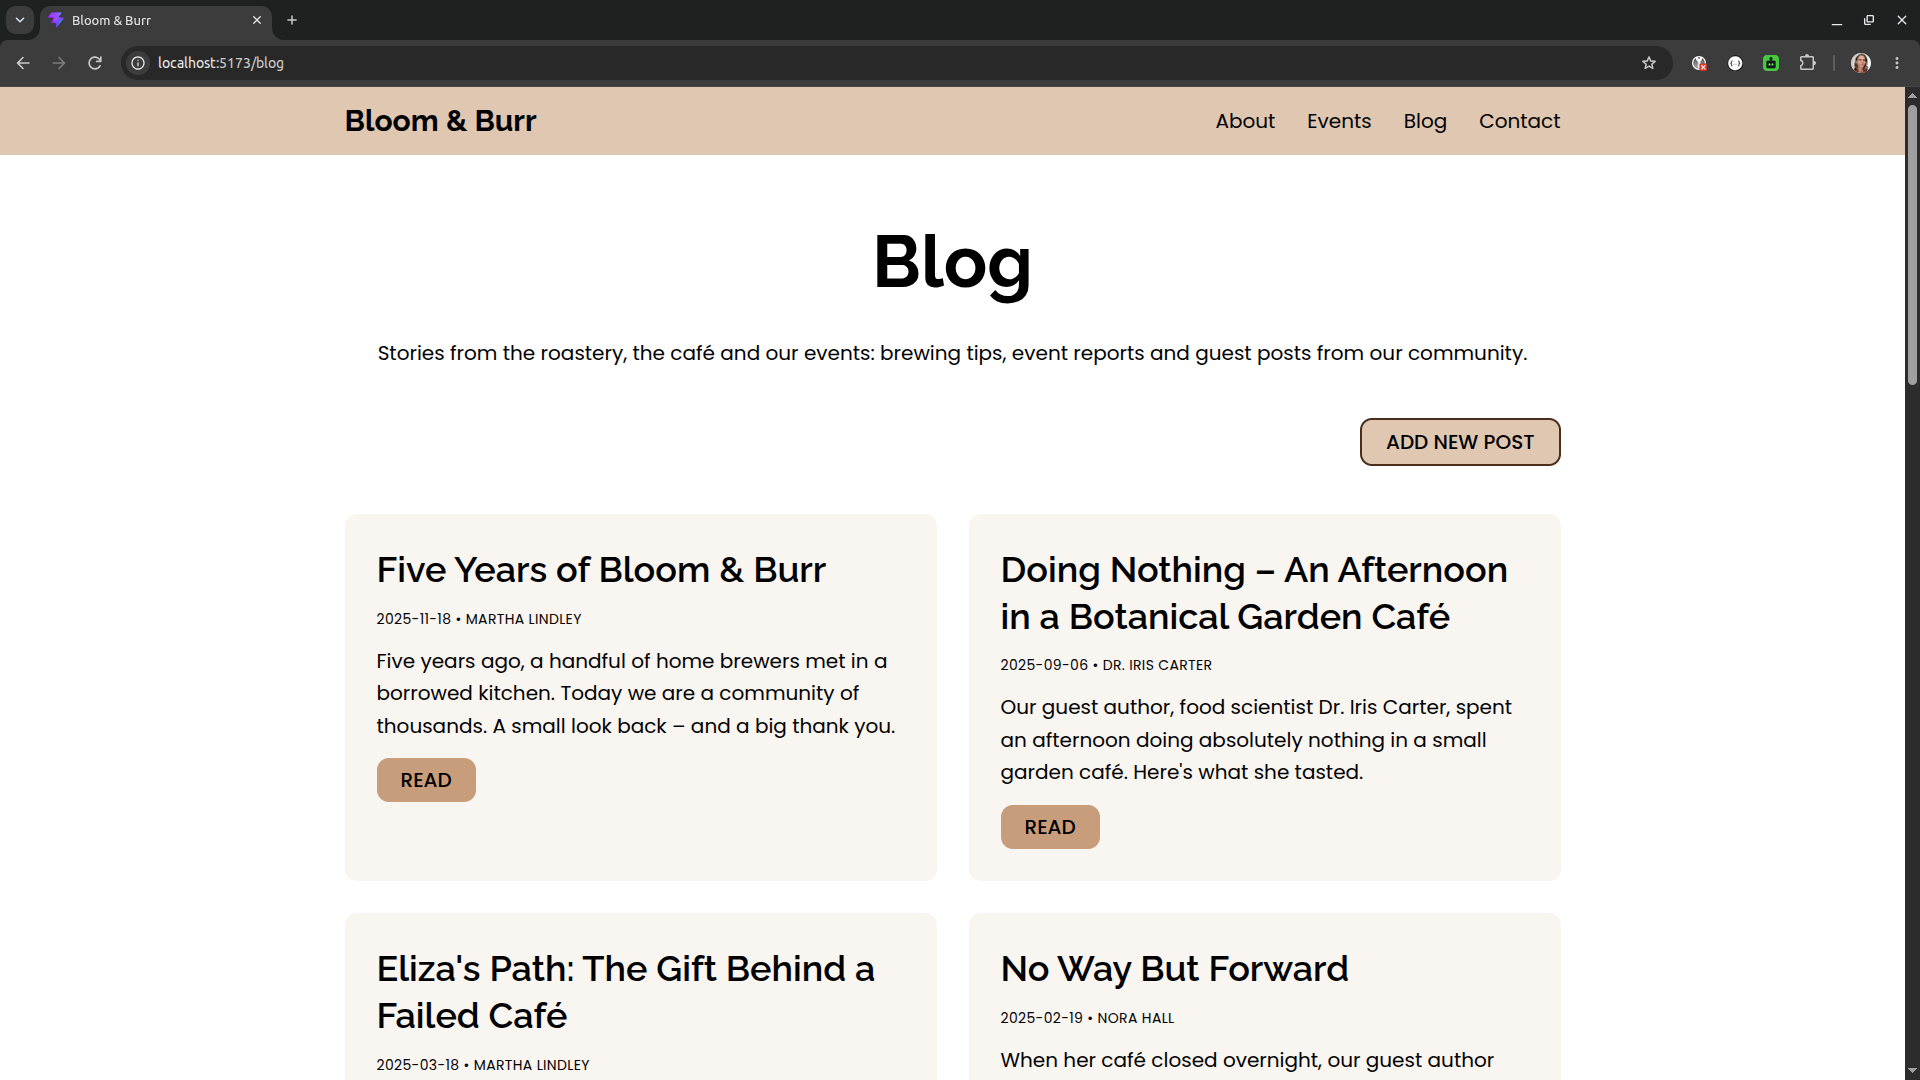 Bloom & Burr
localhost:5173/blog
Bloom & Burr
About Events Blog Contact
Blog
Stories from the roastery, the café and our events: brewing tips, event reports and guest posts from our community.
ADD NEW POST
Five Years of Bloom & Burr
2025-11-18 • MARTHA LINDLEY
Five years ago, a handful of home brewers met in a
borrowed kitchen. Today we are a community of
thousands. A small look back – and a big thank you.
READ
Doing Nothing – An Afternoon
in a Botanical Garden Café
2025-09-06 • DR. IRIS CARTER
Our guest author, food scientist Dr. Iris Carter, spent
an afternoon doing absolutely nothing in a small
garden café. Here's what she tasted.
READ
Eliza's Path: The Gift Behind a
Failed Café
2025-03-18 • MARTHA LINDLEY
No Way But Forward
2025-02-19 • NORA HALL
When her café closed overnight, our guest author